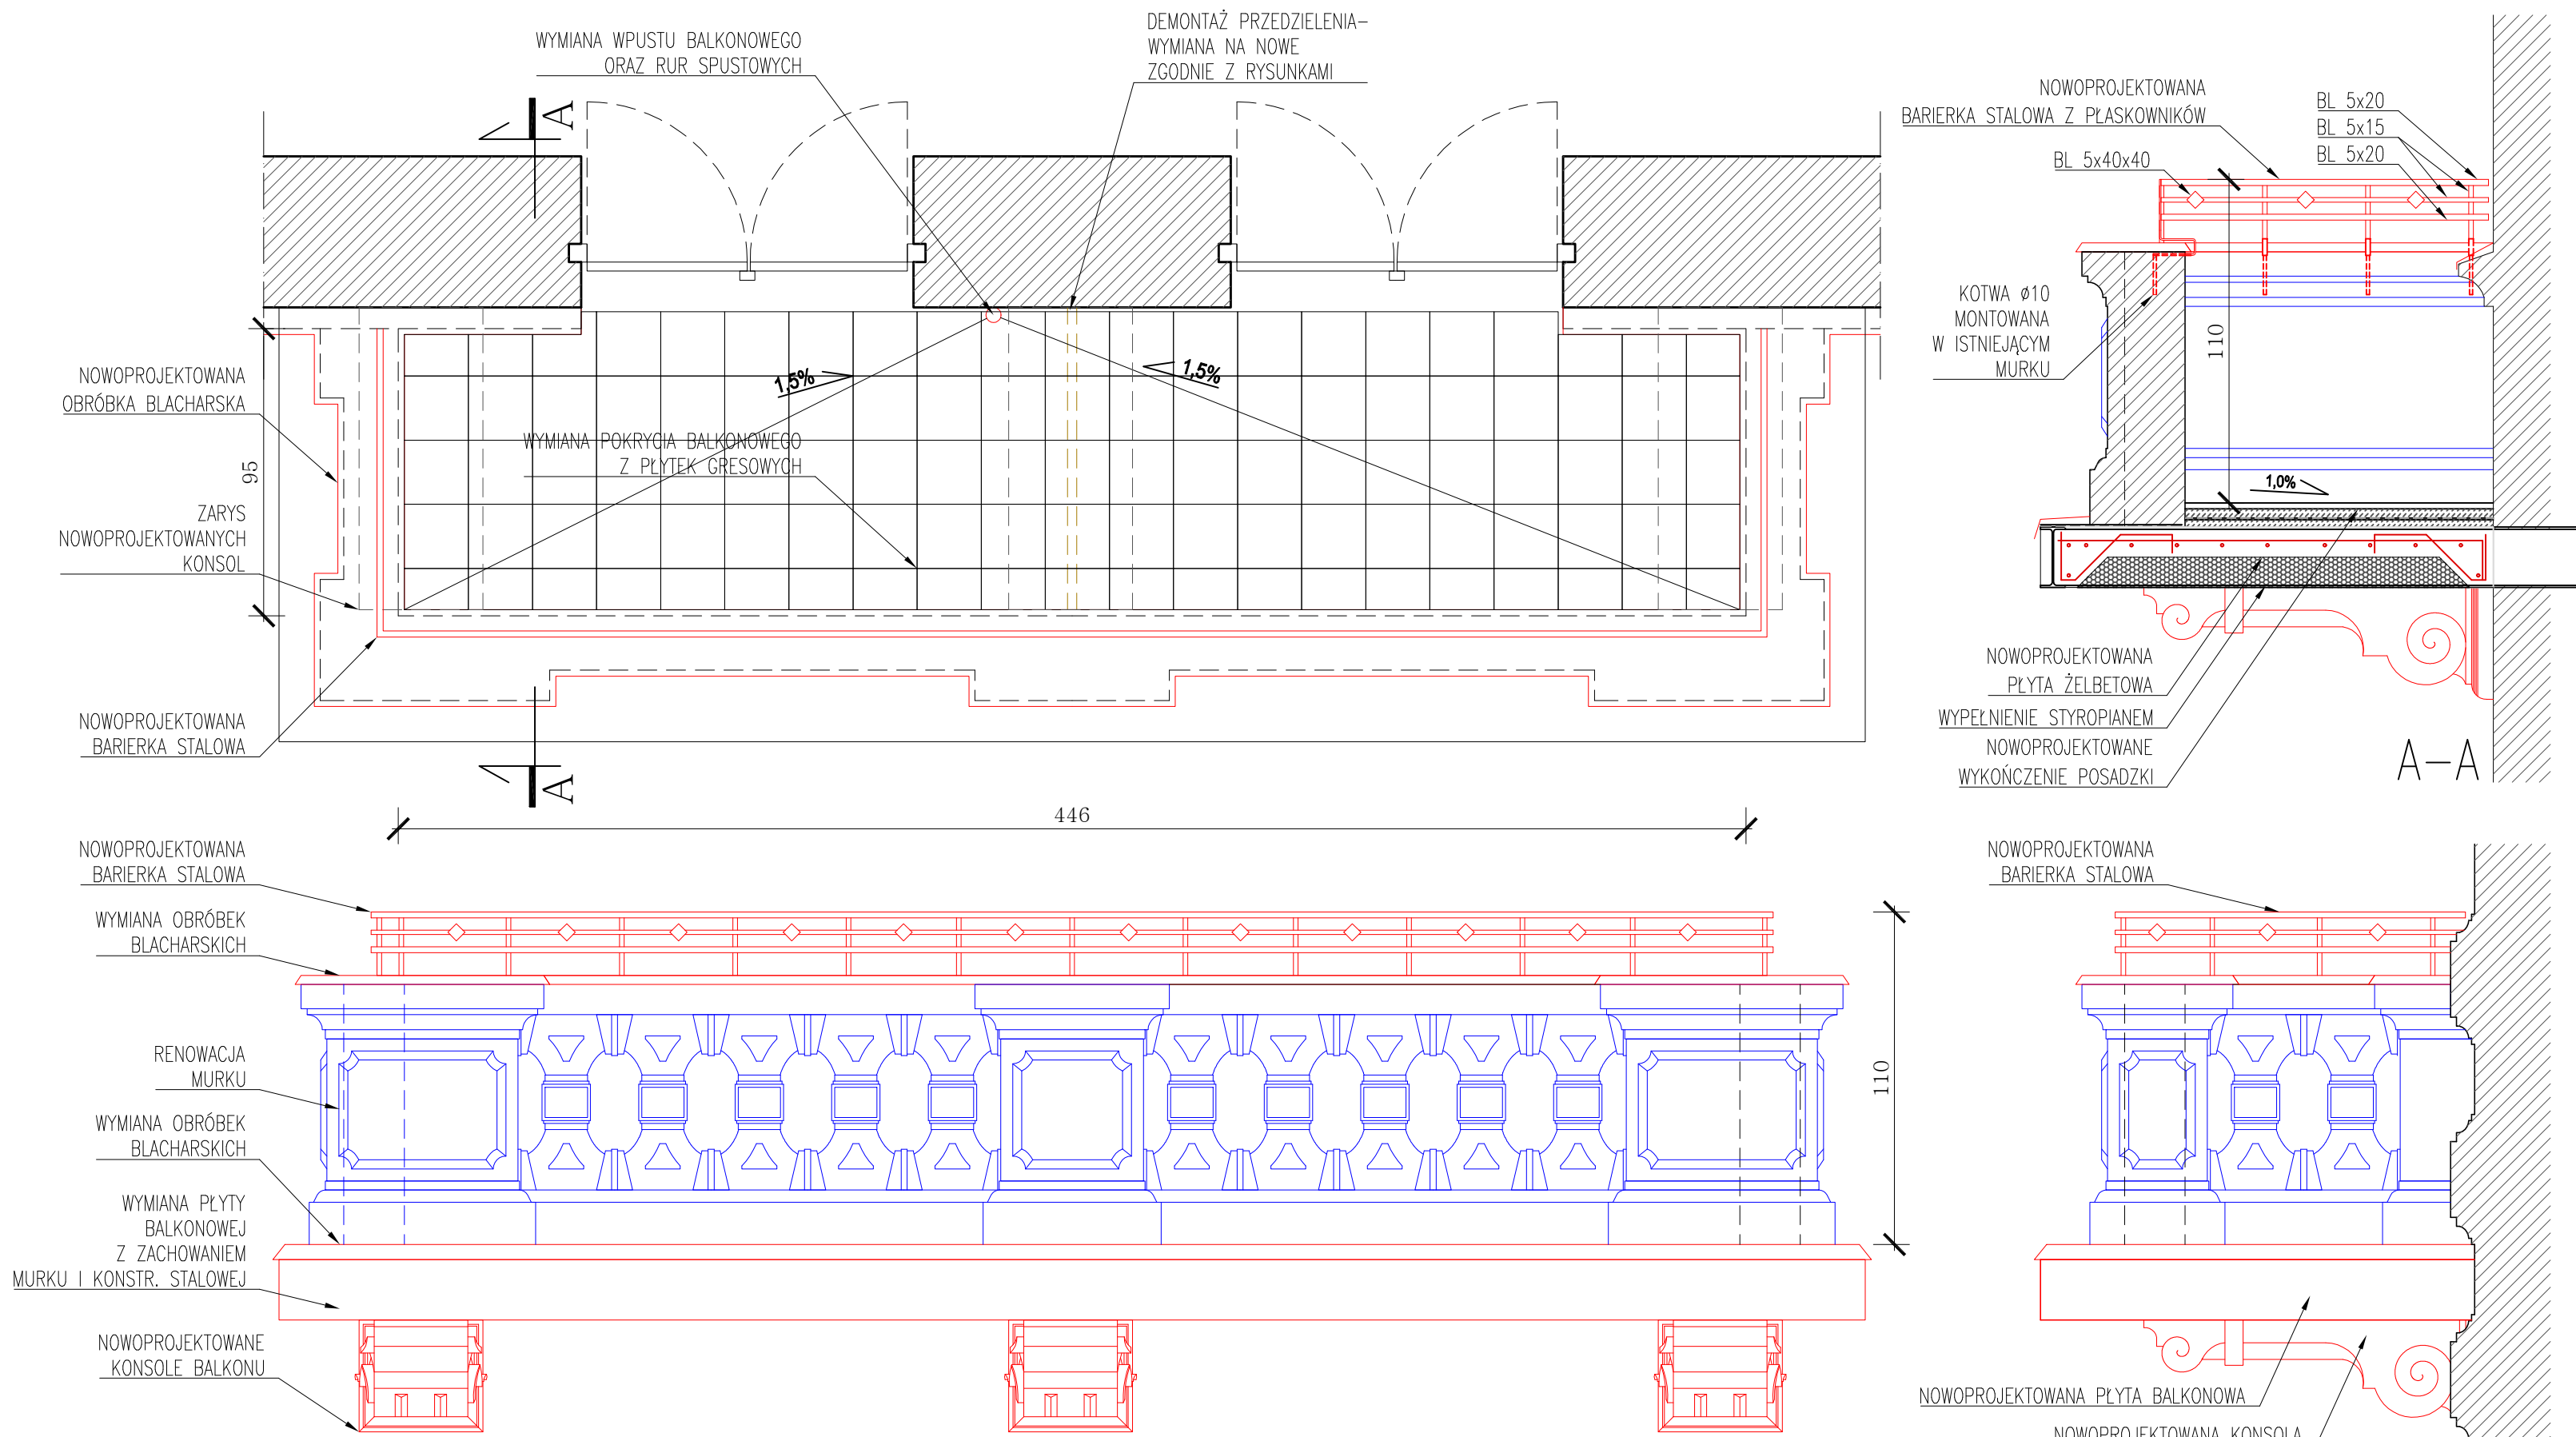 WYMIANA WPUSTU BALKONOWEGO
ORAZ RUR SPUSTOWYCH
DEMONTAŻ PRZEDZIELENIA-
WYMIANA NA NOWE
ZGODNIE Z RYSUNKAMI
A
1,5%
1,5%
NOWOPROJEKTOWANA
OBRÓBKA BLACHARSKA
WYMIANA POKRYCIA BALKONOWEGO
Z PŁYTEK GRESOWYCH
95
ZARYS
NOWOPROJEKTOWANYCH
KONSOL
NOWOPROJEKTOWANA
BARIERKA STALOWA
A
NOWOPROJEKTOWANA
BARIERKA STALOWA Z PŁASKOWNIKÓW
BL 5x20
BL 5x15
BL 5x20
BL 5x40x40
KOTWA ø10
MONTOWANA
W ISTNIEJĄCYM
MURKU
110
1,0%
NOWOPROJEKTOWANA
PŁYTA ŻELBETOWA
WYPEŁNIENIE STYROPIANEM
NOWOPROJEKTOWANE
WYKOŃCZENIE POSADZKI
A-A
446
NOWOPROJEKTOWANA
BARIERKA STALOWA
WYMIANA OBRÓBEK
BLACHARSKICH
RENOWACJA
MURKU
WYMIANA OBRÓBEK
BLACHARSKICH
WYMIANA PŁYTY
BALKONOWEJ
Z ZACHOWANIEM
MURKU I KONSTR. STALOWEJ
NOWOPROJEKTOWANE
KONSOLE BALKONU
110
NOWOPROJEKTOWANA
BARIERKA STALOWA
NOWOPROJEKTOWANA PŁYTA BALKONOWA
NOWOPROJEKTOWANA KONSOLA